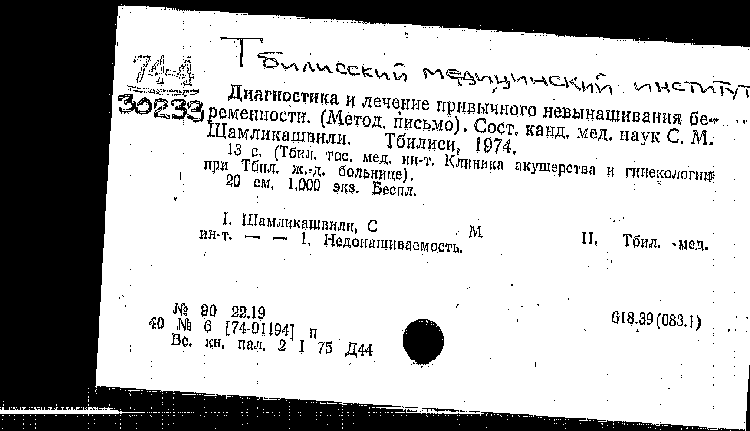 Тбилисский медицинский институт
74-4
30233
Диагностика и лечение привычного невынашивания бе-
ременности. (Метод. письмо). Сост. канд. мед. наук С. М.
Шамликашвили. Тбилиси, 1974.
13 с. (Тбил. гос. мед. ин-т. Клиника акушерства и гинекологии
при Тбил. ж.-д. больнице).
20 см. 1.000 экз. Беспл.
I. Шамликашвили, С М II. Тбил. мед.
ин-т. — — 1. Недонашиваемость.
№ 80 22.19
618.39(083.1)
40 № 6 [74-01194] п
Вс. кн. пал. 2 I 75 Д44